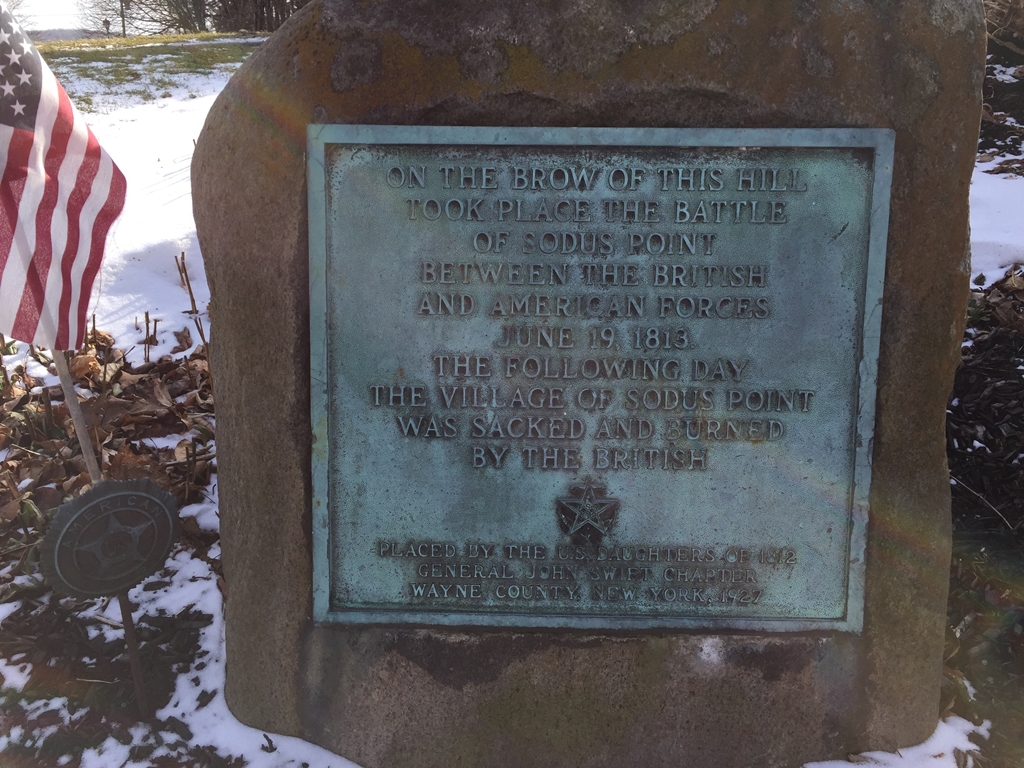 ON THE BROW OF THIS HILL
TOOK PLACE THE BATTLE
OF SODUS POINT
BETWEEN THE BRITISH
AND AMERICAN FORCES
JUNE 19, 1813.
THE FOLLOWING DAY
THE VILLAGE OF SODUS POINT
WAS SACKED AND BURNED
BY THE BRITISH
PLACED BY THE U.S. DAUGHTERS OF 1812
GENERAL JOHN SWIFT CHAPTER
WAYNE COUNTY, NEW YORK, 1927
AMERICAN